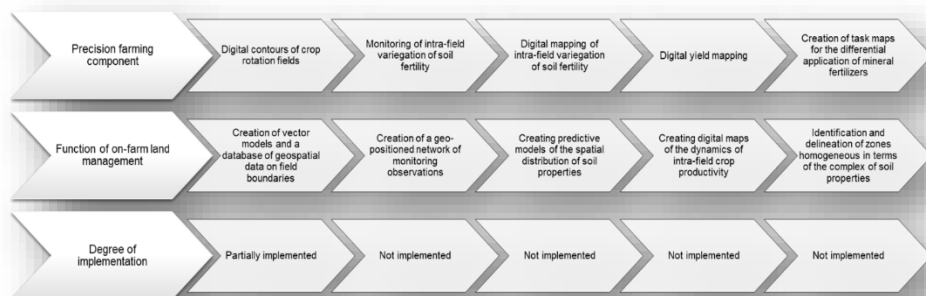 Precision farming
component
Digital contours of crop
rotation fields
Monitoring of intra-field
variegation of soil
fertility
Digital mapping of
intra-field variegation
of soil fertility
Digital yield mapping
Creation of task maps
for the differential
application of mineral
fertilizers
Function of on-farm land
management
Creation of vector
models and a
database of geospatial
data on field
boundaries
Creation of a geo-
positioned network of
monitoring
observations
Creating predictive
models of the spatial
distribution of soil
properties
Creating digital maps
of the dynamics of
intra-field crop
productivity
Identification and
delineation of zones
homogeneous in terms
of the complex of soil
properties
Degree of
implementation
Partially implemented
Not implemented
Not implemented
Not implemented
Not implemented